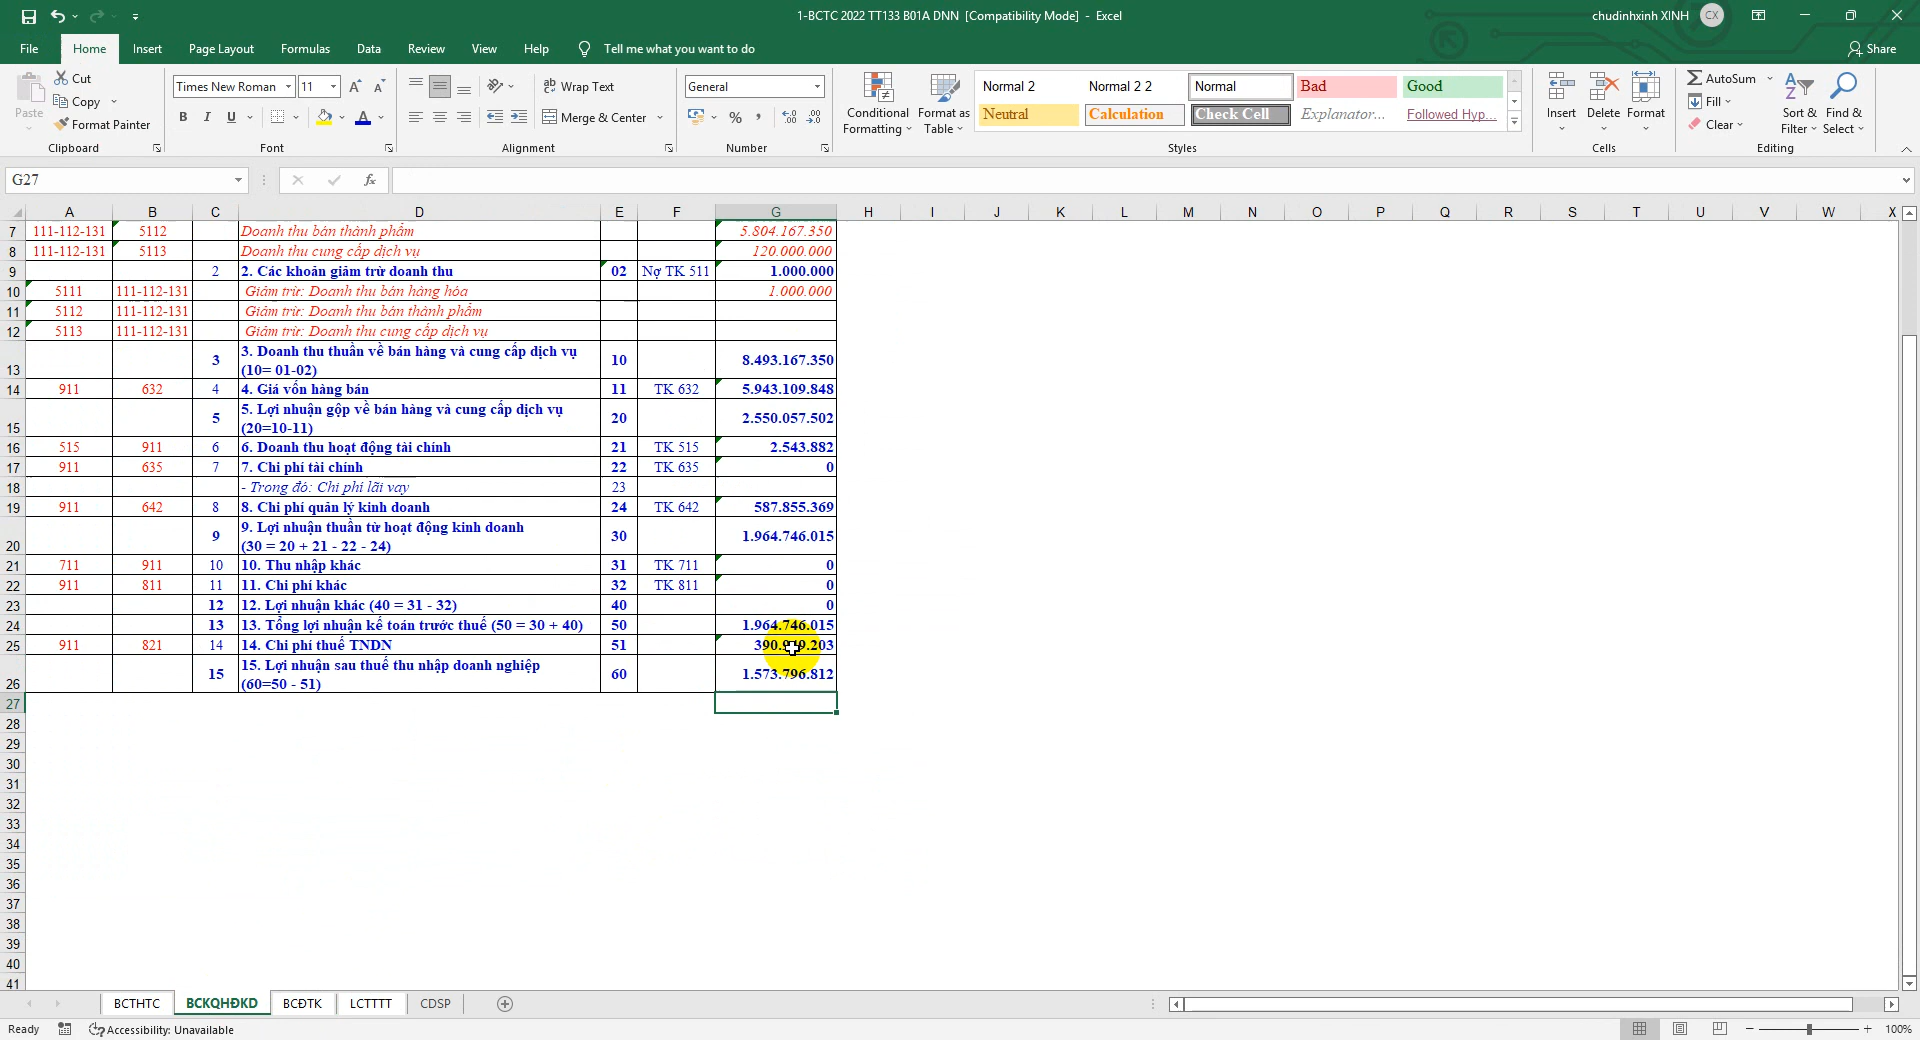 1-BCTC 2022 TT133 B01A DNN [Compatibility Mode] - Excel
chudinhxinh XINH CX
File Home Insert Page Layout Formulas Data Review View Help Tell me what you want to do Share
Paste Cut Times New Roman 11 Wrap Text General Normal 2 Normal 2 2 Normal Bad Good AutoSum
Copy Conditional Formatting Format as Table Insert Delete Format Fill Sort & Filter Find & Select
Format Painter B I U A Merge & Center % Neutral Calculation Check Cell Explanator... Followed Hyp... Clear
Clipboard Font Alignment Number Styles Cells Editing
G27 fx
A B C D E F G H I J K L M N O P Q R S T U V W X
7 111-112-131 5112 Doanh thu bán thành phẩm 5.804.167.350
8 111-112-131 5113 Doanh thu cung cấp dịch vụ 120.000.000
9 2 2. Các khoản giảm trừ doanh thu 02 Nợ TK 511 1.000.000
10 5111 111-112-131 Giảm trừ: Doanh thu bán hàng hóa 1.000.000
11 5112 111-112-131 Giảm trừ: Doanh thu bán thành phẩm
12 5113 111-112-131 Giảm trừ: Doanh thu cung cấp dịch vụ
13 3 3. Doanh thu thuần về bán hàng và cung cấp dịch vụ 10 8.493.167.350
(10= 01-02)
14 911 632 4 4. Giá vốn hàng bán 11 TK 632 5.943.109.848
15 5 5. Lợi nhuận gộp về bán hàng và cung cấp dịch vụ 20 2.550.057.502
(20=10-11)
16 515 911 6 6. Doanh thu hoạt động tài chính 21 TK 515 2.543.882
17 911 635 7 7. Chi phí tài chính 22 TK 635 0
18 - Trong đó: Chi phí lãi vay 23
19 911 642 8 8. Chi phí quản lý kinh doanh 24 TK 642 587.855.369
20 9 9. Lợi nhuận thuần từ hoạt động kinh doanh 30 1.964.746.015
(30 = 20 + 21 - 22 - 24)
21 711 911 10 10. Thu nhập khác 31 TK 711 0
22 911 811 11 11. Chi phí khác 32 TK 811 0
23 12 12. Lợi nhuận khác (40 = 31 - 32) 40 0
24 13 13. Tổng lợi nhuận kế toán trước thuế (50 = 30 + 40) 50 1.964.746.015
25 911 821 14 14. Chi phí thuế TNDN 51
26 15 15. Lợi nhuận sau thuế thu nhập doanh nghiệp 60 1.573.796.812
(60=50 - 51)
27
28
29
30
31
32
33
34
35
36
37
38
39
40
41
BCTHTC BCKQHĐKD BCĐTK LCTTTT CDSP
Ready Accessibility: Unavailable 100%